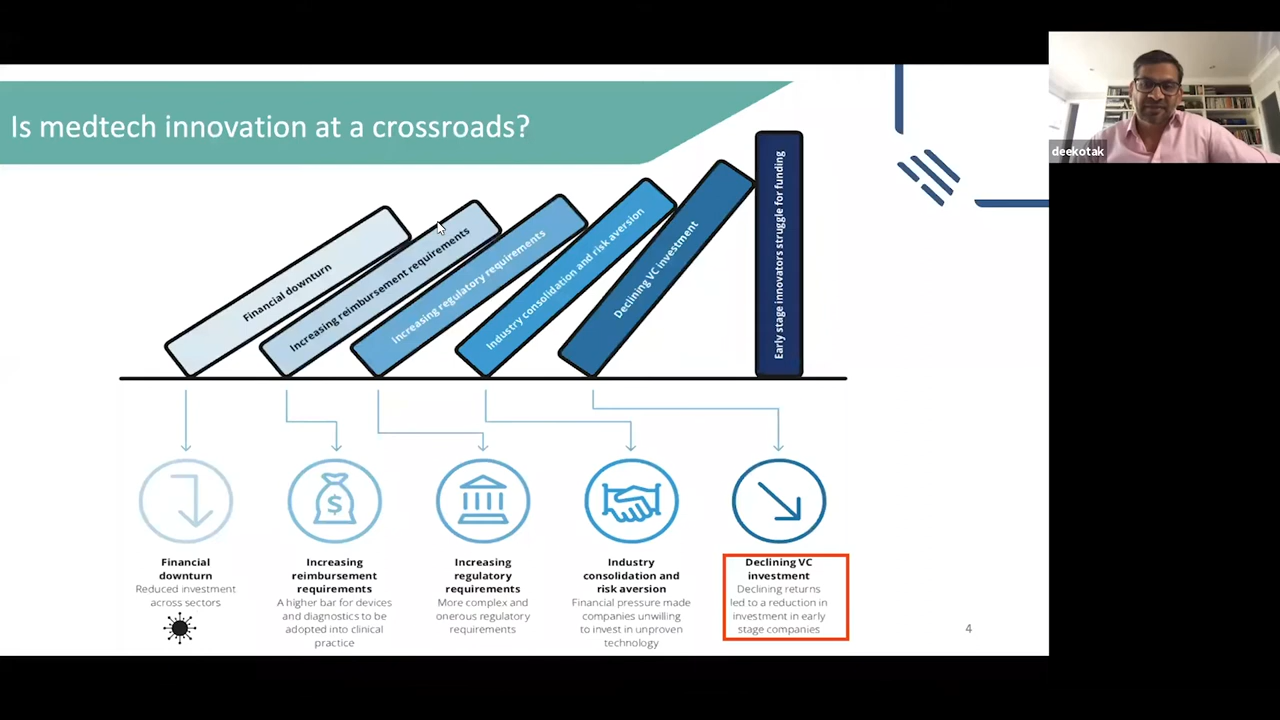 Is medtech innovation at a crossroads?
deekotak
Financial downturn
Increasing reimbursement requirements
Increasing regulatory requirements
Industry consolidation and risk aversion
Declining VC investment
Early stage innovators struggle for funding
$
Financial
downturn
Reduced investment
across sectors
Increasing
reimbursement
requirements
A higher bar for devices
and diagnostics to be
adopted into clinical
practice
Increasing
regulatory
requirements
More complex and
onerous regulatory
requirements
Industry
consolidation and
risk aversion
Financial pressure made
companies unwilling
to invest in unproven
technology
Declining VC
investment
Declining returns
led to a reduction in
investment in early
stage companies
4